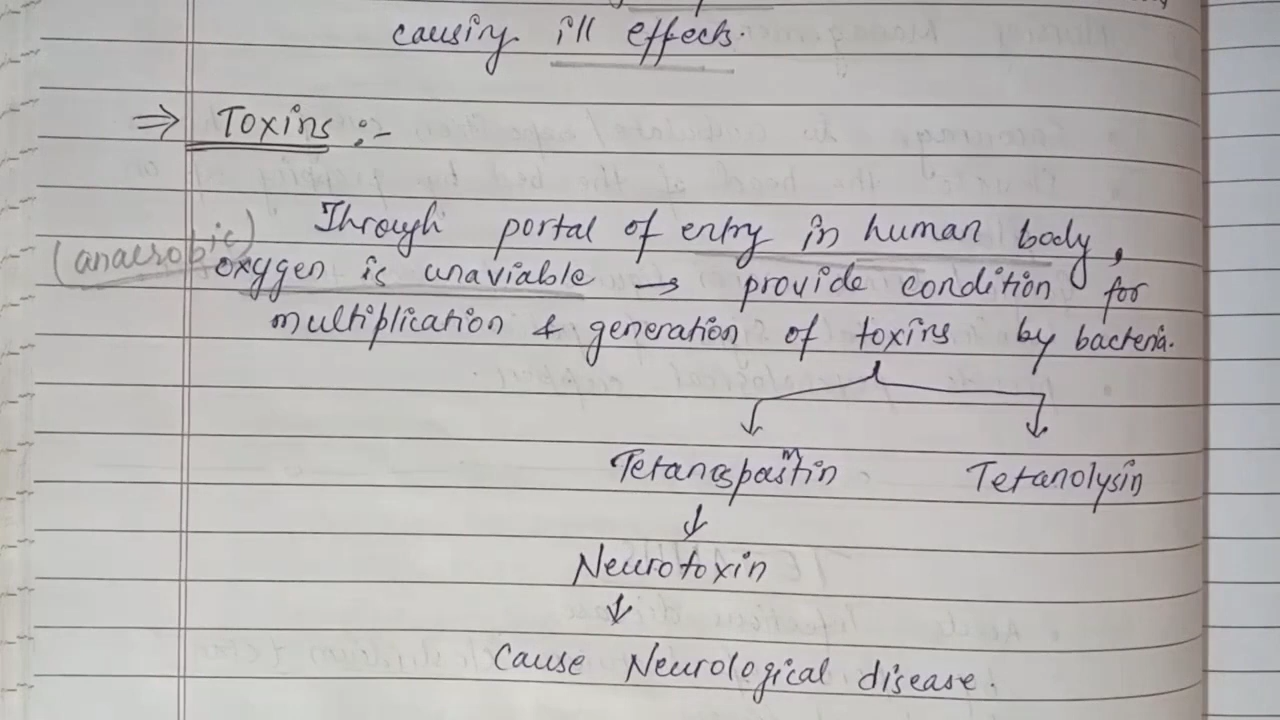 causing ill effects.
⇒ Toxins :-
Through portal of entry in human body,
(anaerobic) oxygen is unaviable → provide condition for
multiplication & generation of toxins by bacteria.
Tetanospasmin Tetanolysin
↓
Neurotoxin
↓
Cause Neurological disease.